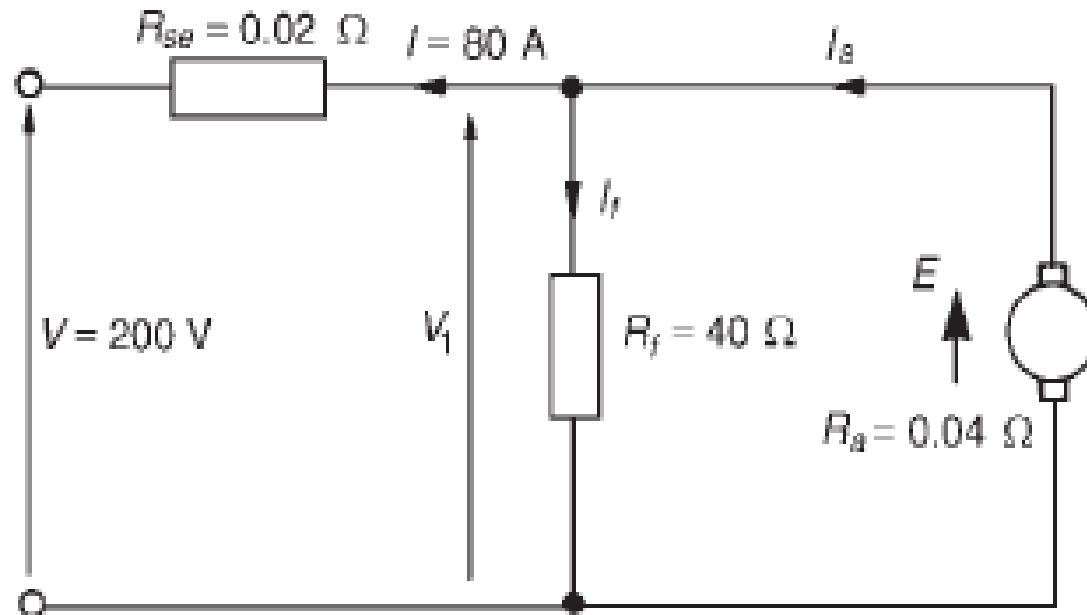 R_se = 0.02 Ω
I = 80 A
I_a
I_f
V = 200 V
V_1
R_f = 40 Ω
E
R_a = 0.04 Ω